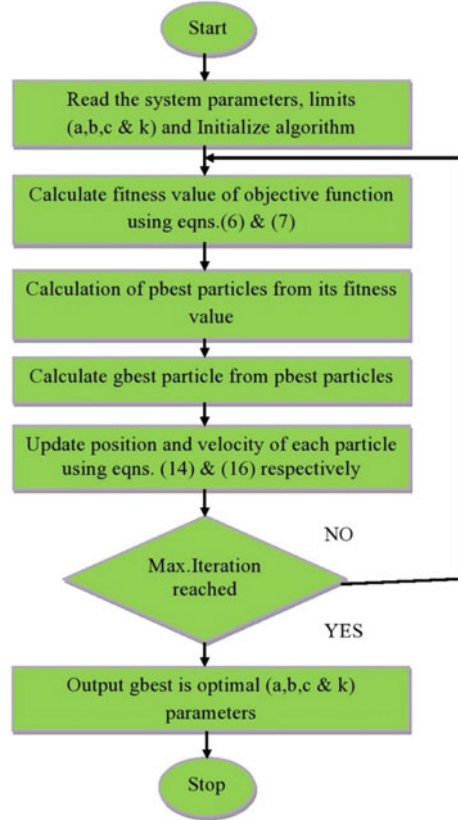 Start
Read the system parameters, limits
(a,b,c & k) and Initialize algorithm
Calculate fitness value of objective function
using eqns.(6) & (7)
Calculation of pbest particles from its fitness
value
Calculate gbest particle from pbest particles
Update position and velocity of each particle
using eqns. (14) & (16) respectively
NO
Max.Iteration
reached
YES
Output gbest is optimal (a,b,c & k)
parameters
Stop